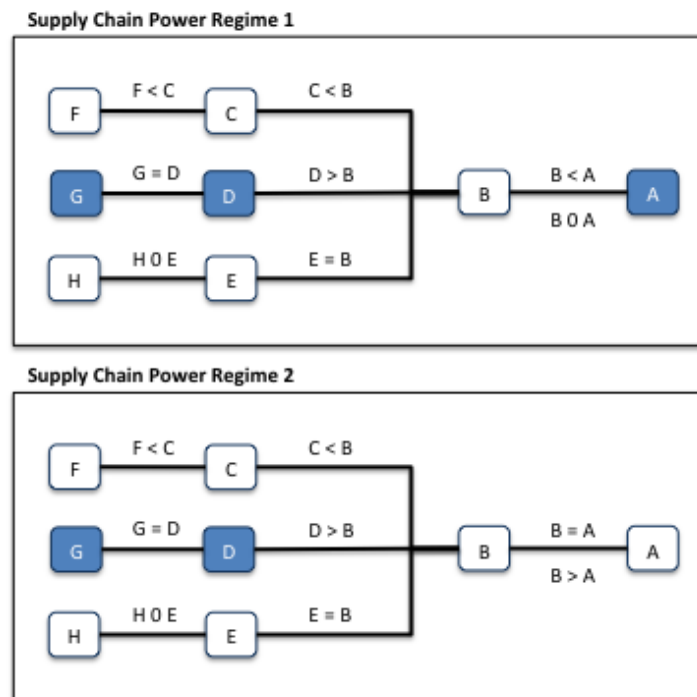 Supply Chain Power Regime 1
F < C C < B
F C
G = D D > B B < A
G D B A
B 0 A
H 0 E E = B
H E
Supply Chain Power Regime 2
F < C C < B
F C
G = D D > B B = A
G D B A
B > A
H 0 E E = B
H E